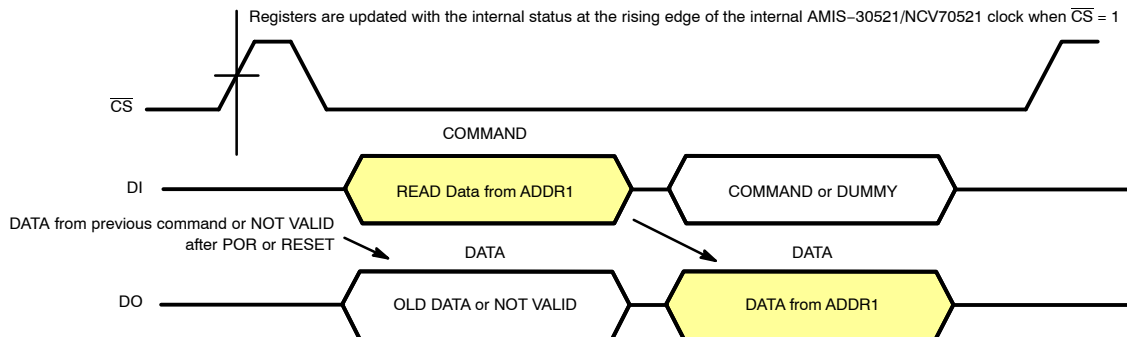 Registers are updated with the internal status at the rising edge of the internal AMIS−30521/NCV70521 clock when CS = 1
CS
COMMAND
DI
READ Data from ADDR1
COMMAND or DUMMY
DATA from previous command or NOT VALID
after POR or RESET
DATA
DATA
DO
OLD DATA or NOT VALID
DATA from ADDR1